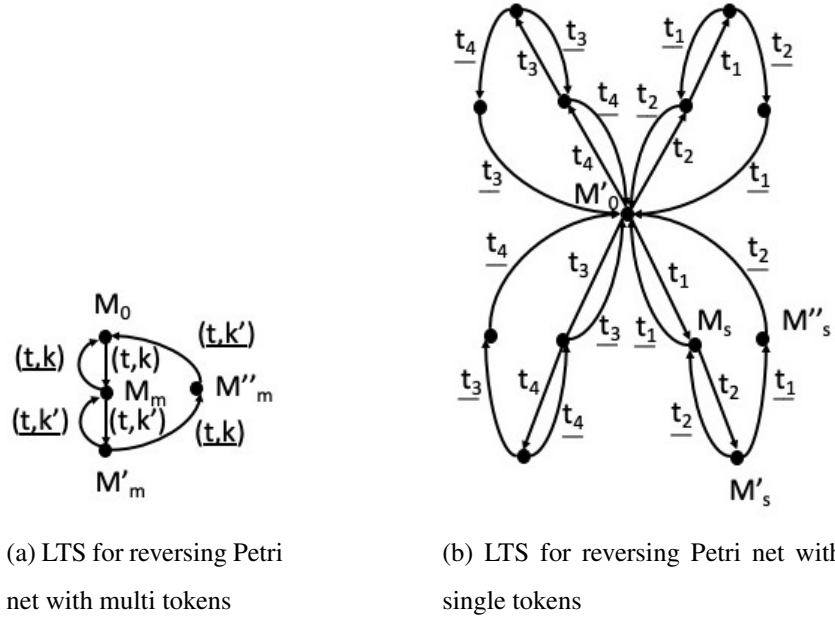 t₄
t₃
t₁
t₂
t₃
t₁
t₄
t₂
t₄
t₂
t₃
t₁
M'₀
t₄
t₂
t₃
t₁
M₀
Mₛ
M''ₛ
(t,k)
(t,k)
(t,k')
t₃
t₁
Mₘ
M''ₘ
t₃
t₄
t₂
t₁
(t,k')
(t,k')
(t,k)
t₄
t₂
M'ₘ
M'ₛ
(a) LTS for reversing Petri
net with multi tokens
(b) LTS for reversing Petri net with
single tokens